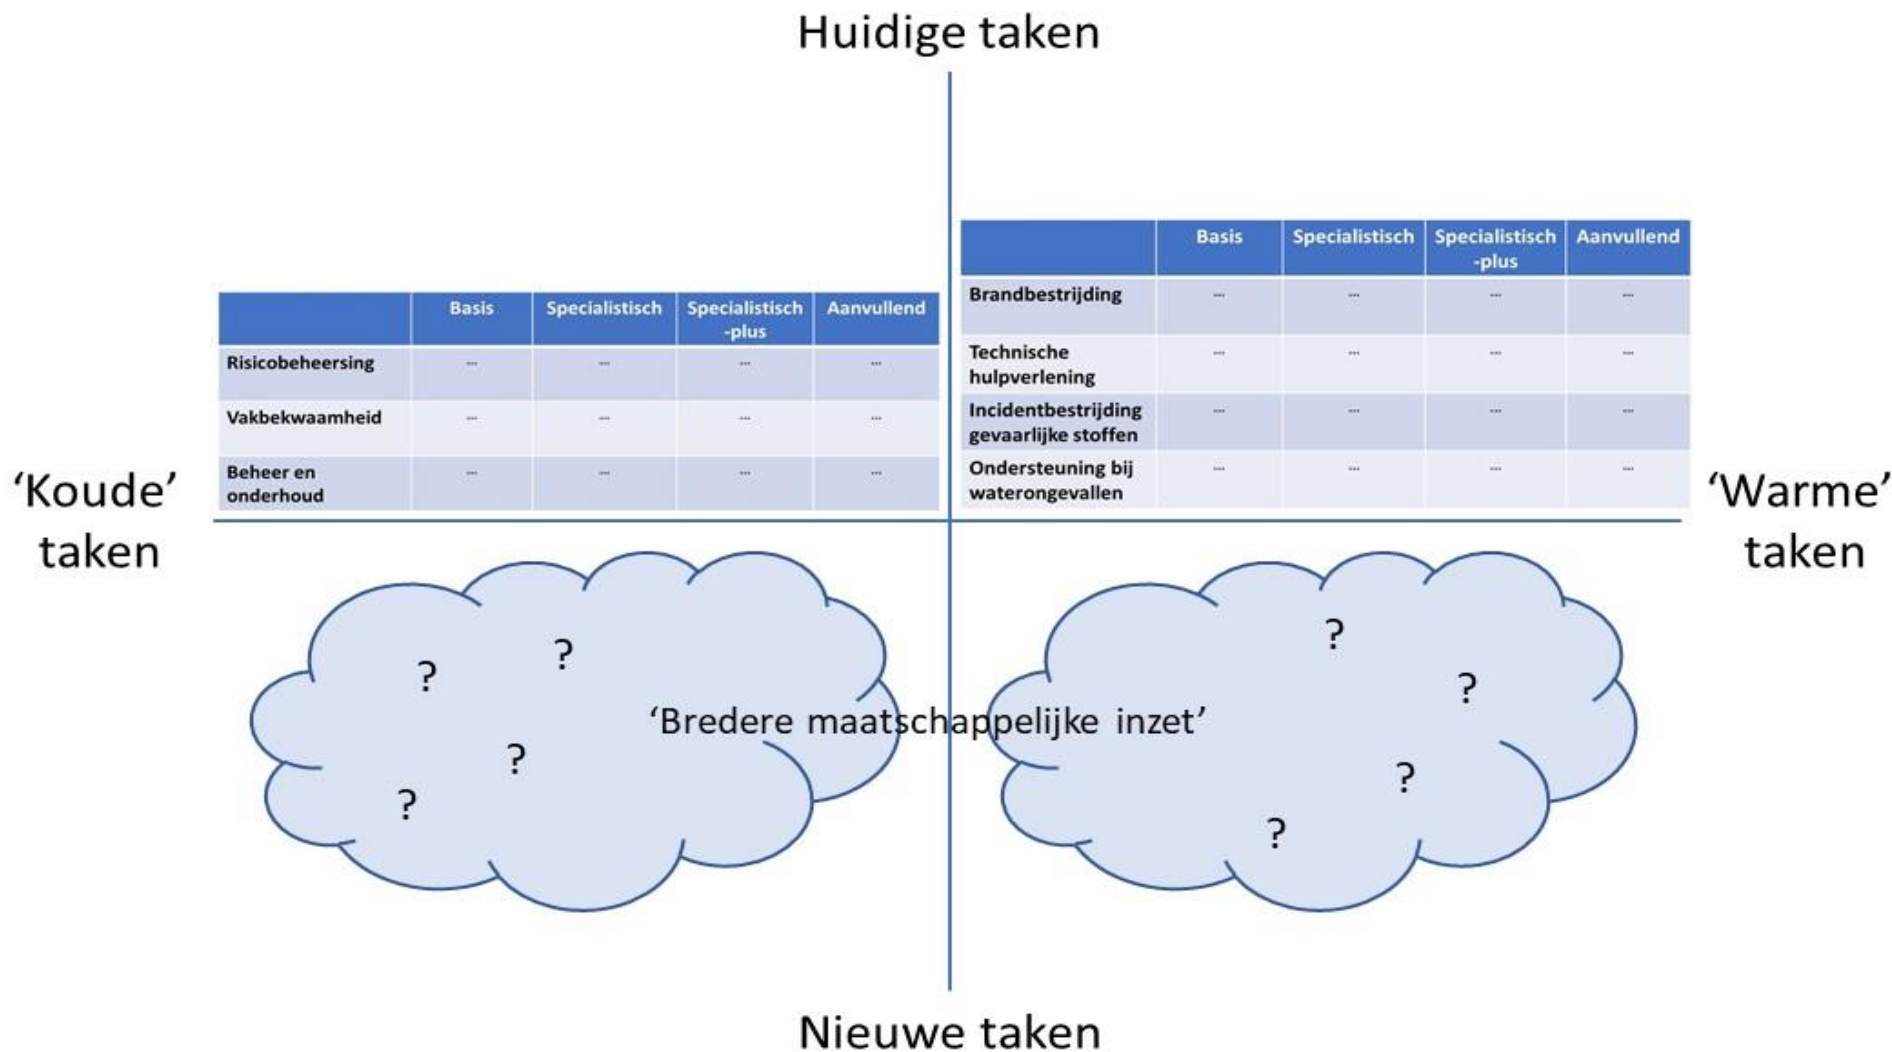 Huidige taken
Basis Specialistisch Specialistisch Aanvullend
-plus
Risicobeheersing ... ... ... ...
Vakbekwaamheid ... ... ... ...
Beheer en ... ... ... ...
onderhoud
Basis Specialistisch Specialistisch Aanvullend
-plus
Brandbestrijding ... ... ... ...
Technische ... ... ... ...
hulpverlening
Incidentbestrijding ... ... ... ...
gevaarlijke stoffen
Ondersteuning bij ... ... ... ...
waterongevallen
‘Koude’
taken
‘Warme’
taken
? ?
? ?
‘Bredere maatschappelijke inzet’
? ?
? ?
Nieuwe taken